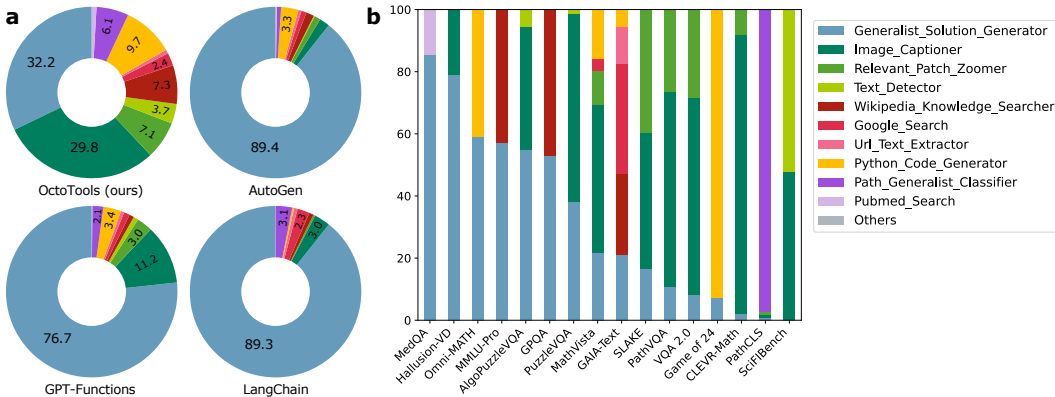 a
32.2
6.1
9.7
2.4
7.3
3.7
7.1
29.8
OctoTools (ours)
3.3
89.4
AutoGen
2.1
3.4
3.0
11.2
76.7
GPT-Functions
3.1
2.3
3.0
89.3
LangChain
b
100
80
60
40
20
0
MedQA
Hallusion-VD
Omni-MATH
MMLU-Pro
AlgoPuzzleVQA
GPQA
PuzzleVQA
MathVista
GAIA-Text
SLAKE
PathVQA
VQA 2.0
Game of 24
CLEVR-Math
PathCLS
SciFIBench
Generalist_Solution_Generator
Image_Captioner
Relevant_Patch_Zoomer
Text_Detector
Wikipedia_Knowledge_Searcher
Google_Search
Url_Text_Extractor
Python_Code_Generator
Path_Generalist_Classifier
Pubmed_Search
Others